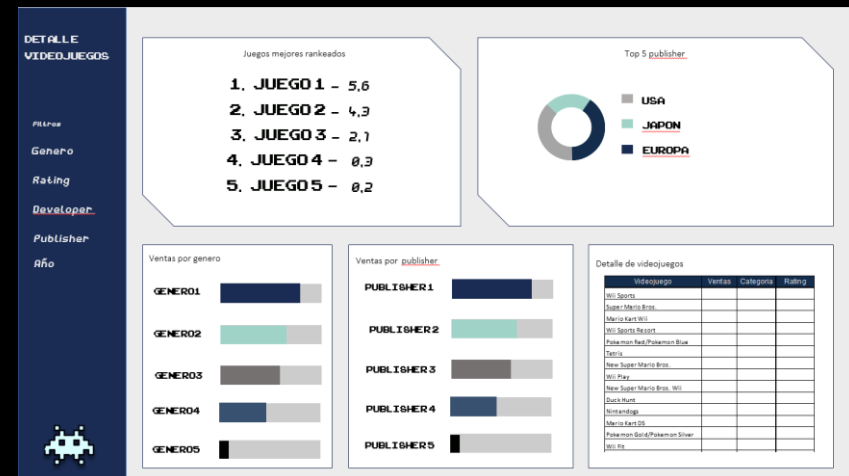 DETALLE
VIDEOJUEGOS
Filtros
Genero
Rating
Developer
Publisher
Año
Juegos mejores rankeados
1. JUEGO 1 – 5,6
2. JUEGO 2 – 4,3
3. JUEGO 3 – 2,1
4. JUEGO 4 – 0,3
5. JUEGO 5 – 0,2
Top 5 publisher
USA
JAPON
EUROPA
Ventas por genero
GENERO1
GENERO2
GENERO3
GENERO4
GENERO5
Ventas por publisher
PUBLISHER1
PUBLISHER2
PUBLISHER3
PUBLISHER4
PUBLISHER5
Detalle de videojuegos
Videojuego Ventas Categoria Rating
Wii Sports
Super Mario Bros.
Mario Kart Wii
Wii Sports Resort
Pokemon Red/Pokemon Blue
Tetris
New Super Mario Bros.
Wii Play
New Super Mario Bros. Wii
Duck Hunt
Nintendogs
Mario Kart DS
Pokemon Gold/Pokemon Silver
Wii Fit